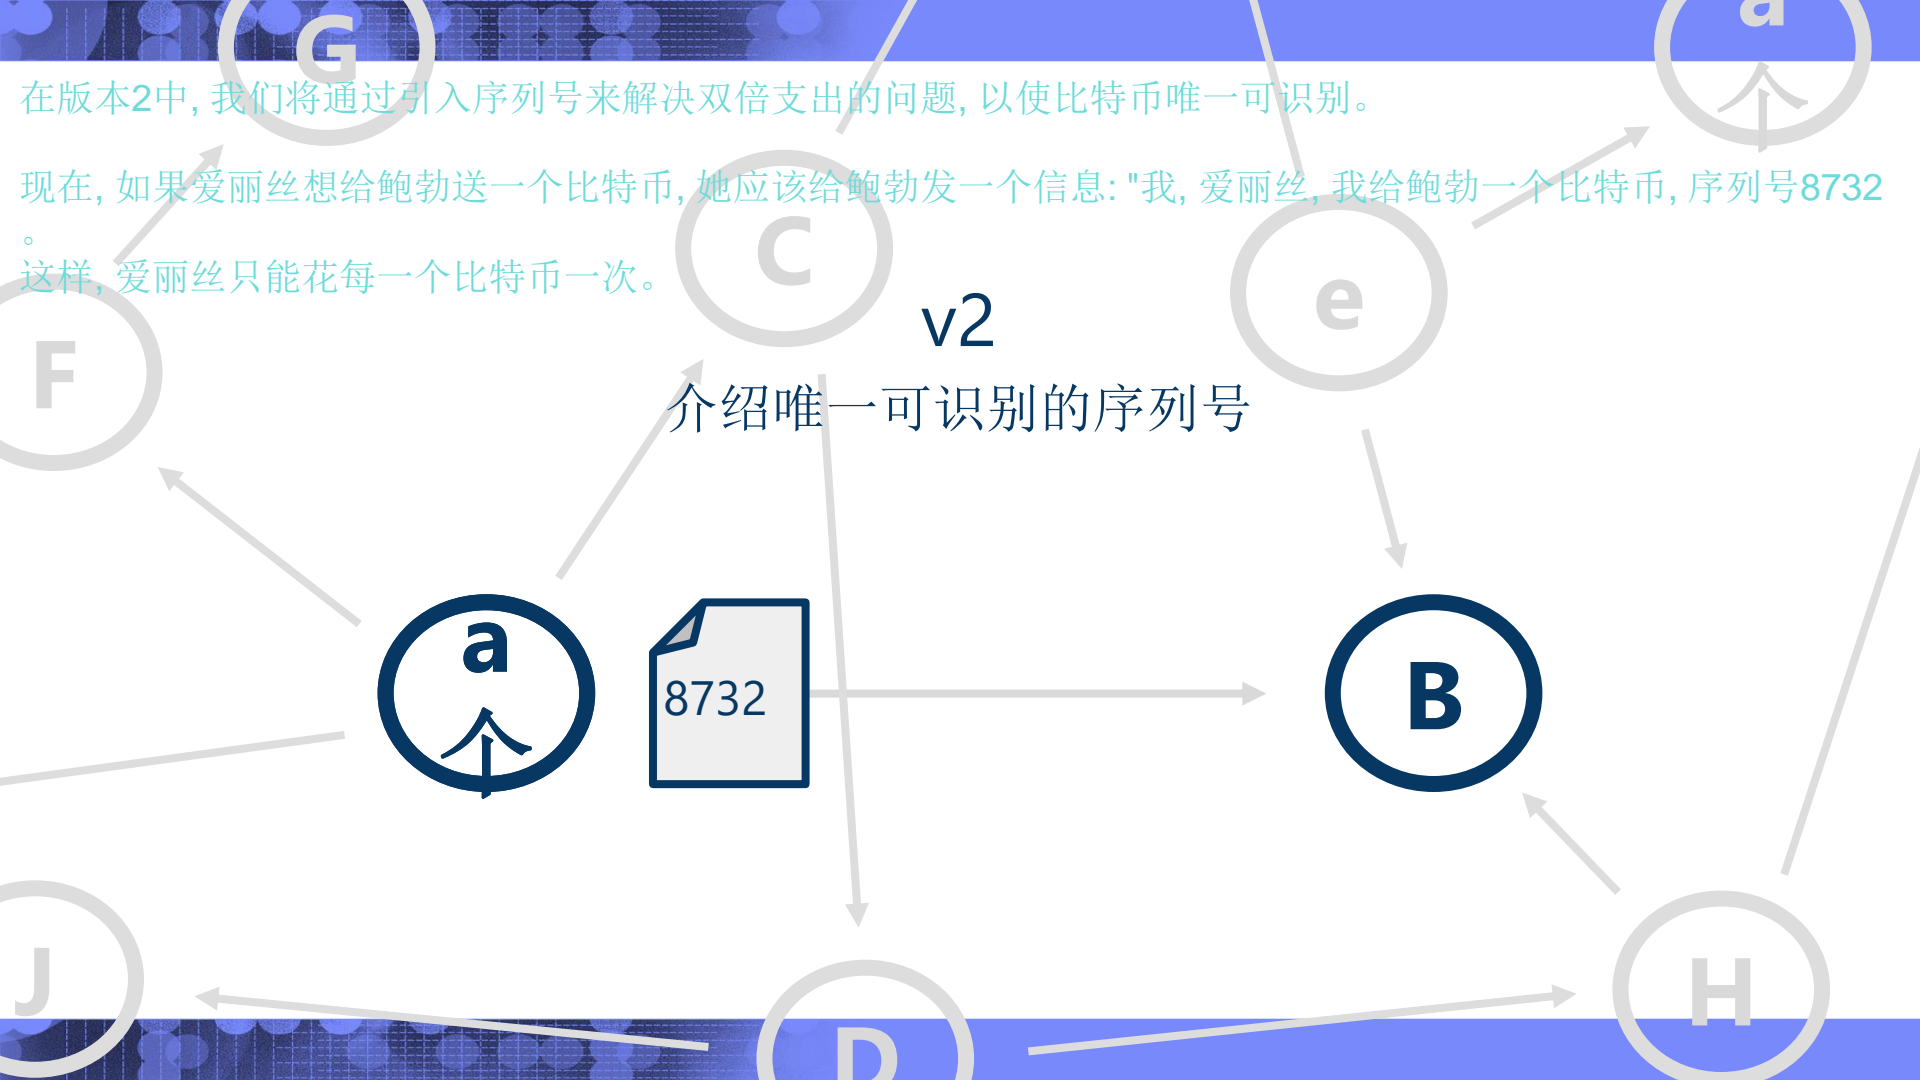 G
a
个
在版本2中, 我们将通过引入序列号来解决双倍支出的问题, 以使比特币唯一可识别。
现在, 如果爱丽丝想给鲍勃送一个比特币, 她应该给鲍勃发一个信息: "我, 爱丽丝, 我给鲍勃一个比特币, 序列号8732
。
这样, 爱丽丝只能花每一个比特币一次。
C
e
v2
F
介绍唯一可识别的序列号
a
个
8732
B
J
H
D